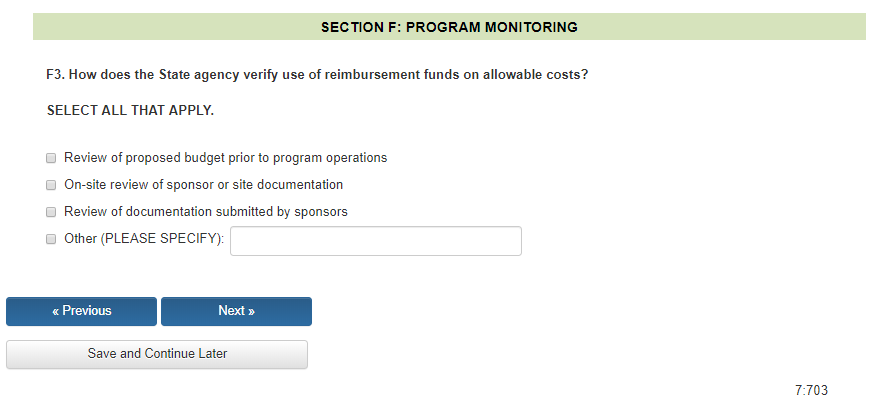 SECTION F: PROGRAM MONITORING
F3. How does the State agency verify use of reimbursement funds on allowable costs?
SELECT ALL THAT APPLY.
Review of proposed budget prior to program operations
On-site review of sponsor or site documentation
Review of documentation submitted by sponsors
Other (PLEASE SPECIFY):
« Previous
Next »
Save and Continue Later
7:703